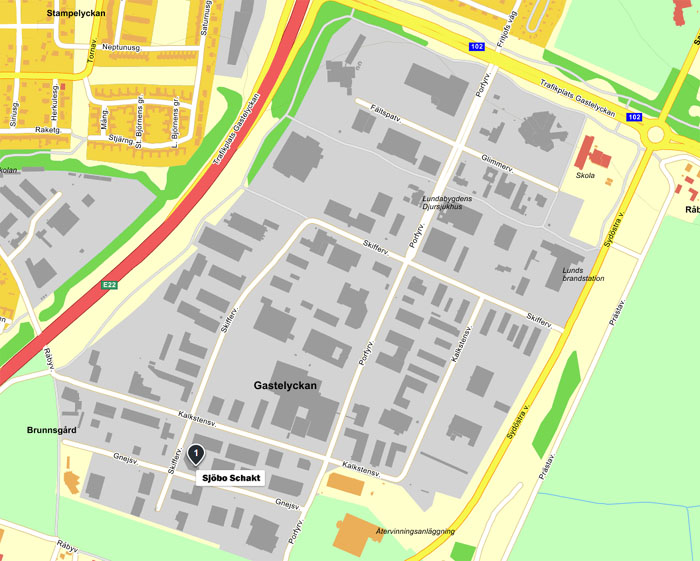 Stampelyckan
Neptunusg.
Tornav.
Saturnusg.
Fritjofs väg
102
Trafikplats Gastelyckan
102
Porfyrv.
Siriusg.
Herkulesg.
Mång.
St. Björnens gr.
L. Björnens gr.
Raketg.
Stjärng.
Trafikplats Gastelyckan
Fältspatv.
Glimmerv.
Skola
Lundabygdens
Djursjukhus
Porfyrv.
Skifferv.
Sydöstra v.
Lunds
brandstation
E22
Skifferv.
Skifferv.
Prästav.
Kalkstensv.
Porfyrv.
Råbyv.
Gastelyckan
Sydöstra v.
Kalkstensv.
Brunnsgård
Gnejsv.
Skifferv.
1
Sjöbo Schakt
Kalkstensv.
Prästav.
Gnejsv.
Porfyrv.
Återvinningsanläggning
Råbyv.